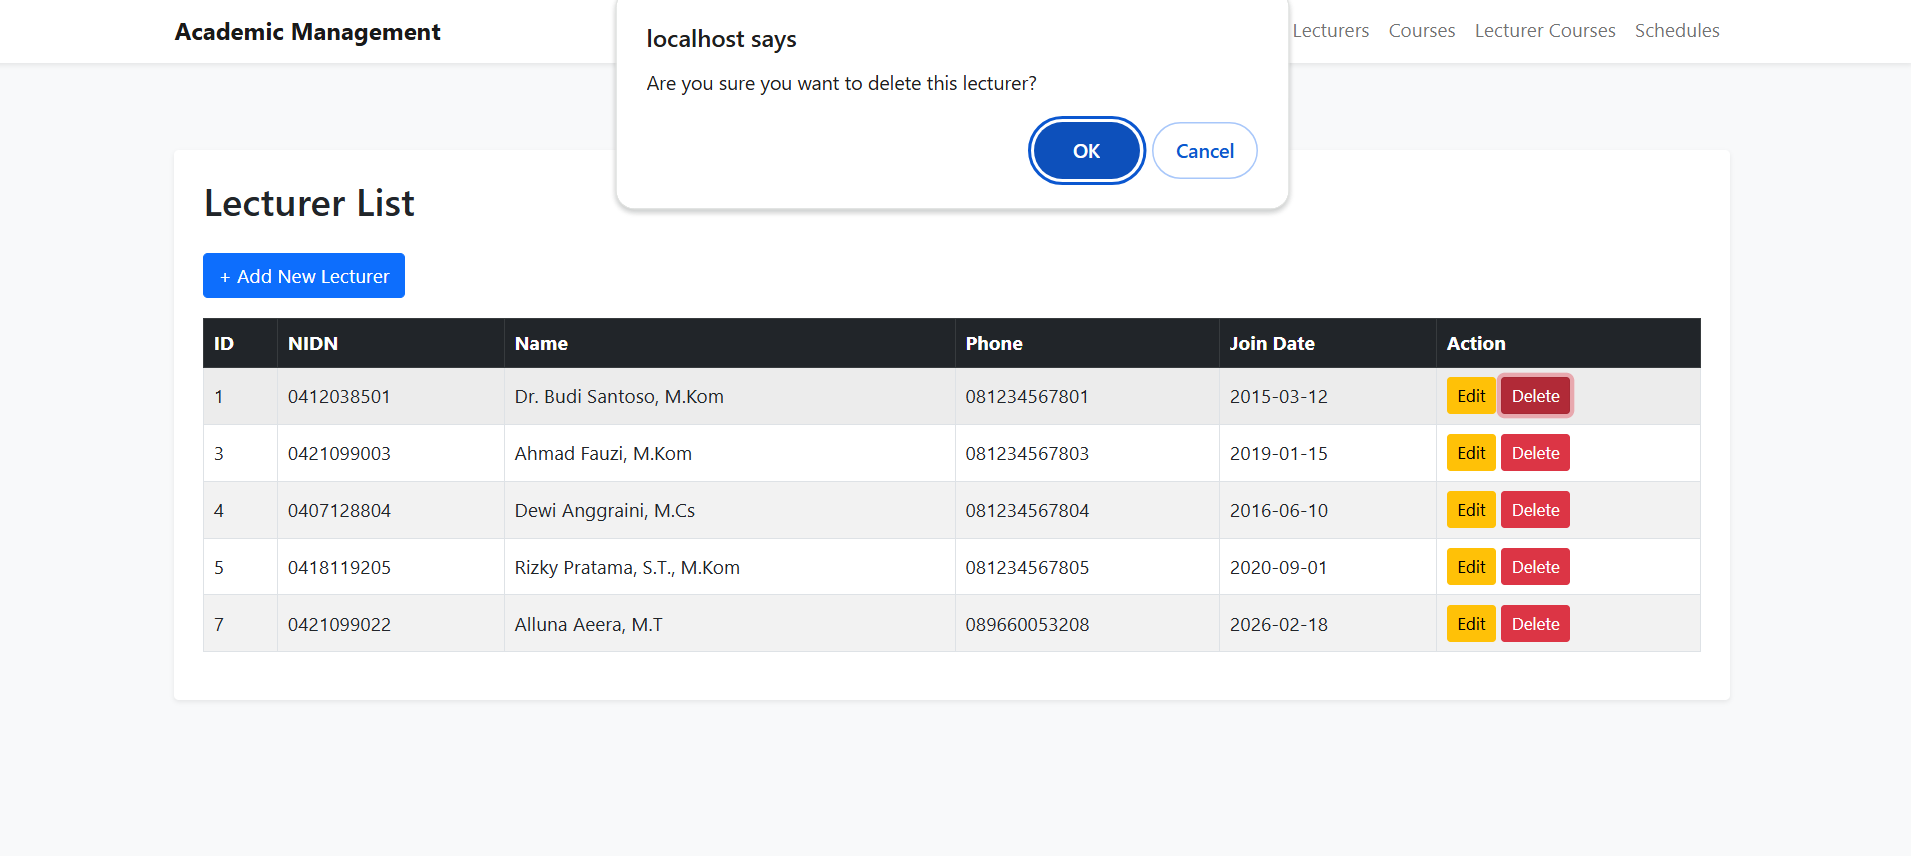 Academic Management
Lecturers Courses Lecturer Courses Schedules
localhost says
Are you sure you want to delete this lecturer?
OK Cancel
Lecturer List
+ Add New Lecturer
ID NIDN Name Phone Join Date Action
1 0412038501 Dr. Budi Santoso, M.Kom 081234567801 2015-03-12 Edit Delete
3 0421099003 Ahmad Fauzi, M.Kom 081234567803 2019-01-15 Edit Delete
4 0407128804 Dewi Anggraini, M.Cs 081234567804 2016-06-10 Edit Delete
5 0418119205 Rizky Pratama, S.T., M.Kom 081234567805 2020-09-01 Edit Delete
7 0421099022 Alluna Aeera, M.T 089660053208 2026-02-18 Edit Delete